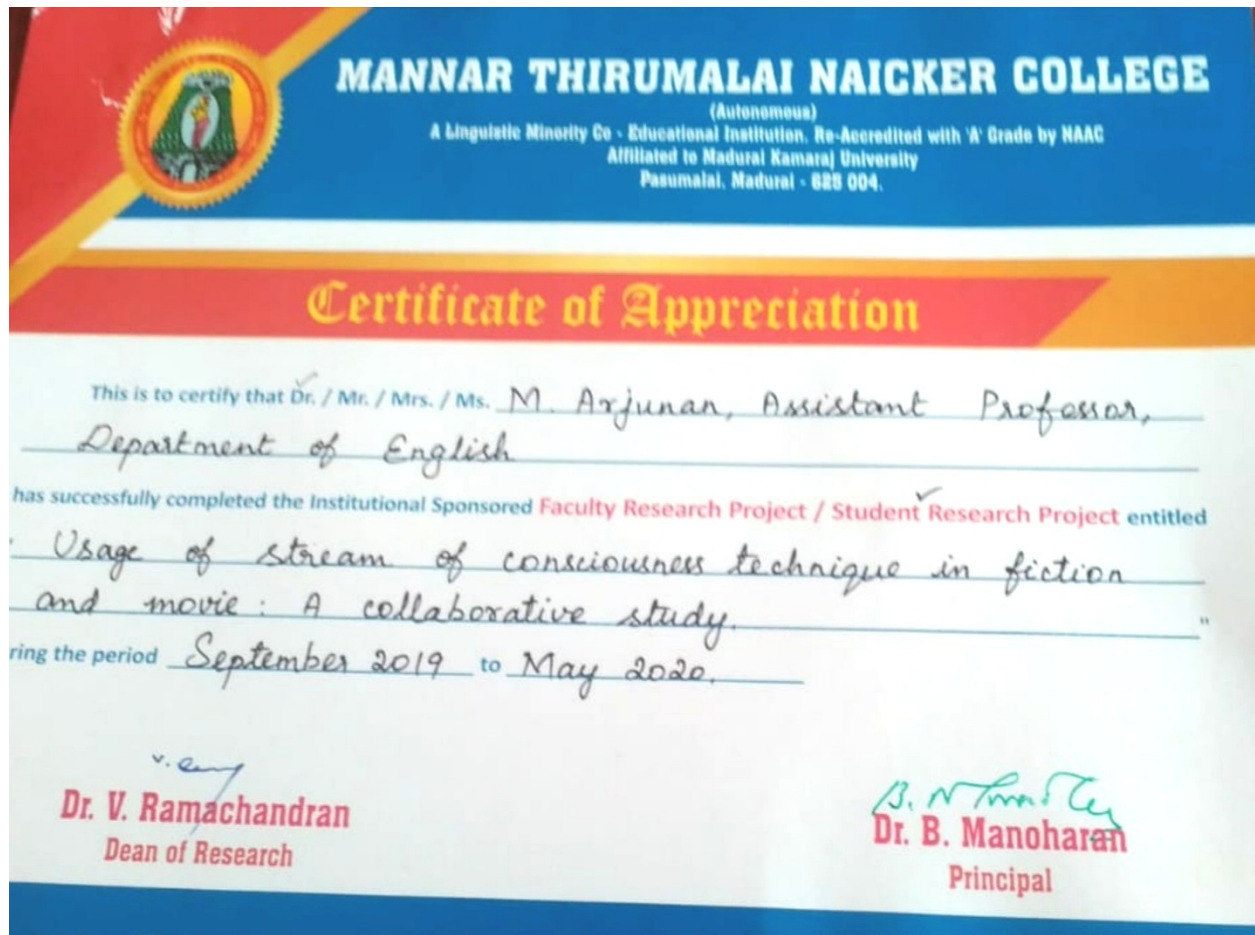 MANNAR THIRUMALAI NAICKER COLLEGE
(Autonomous)
A Linguistic Minority Co - Educational Institution, Re-Accredited with 'A' Grade by NAAC
Affiliated to Madurai Kamaraj University
Pasumalai, Madurai - 625 004.
Certificate of Appreciation
This is to certify that Dr. / Mr. / Mrs. / Ms. M. Arjunan, Assistant Professor,
Department of English
has successfully completed the Institutional Sponsored Faculty Research Project / Student Research Project entitled
Usage of stream of consciousness technique in fiction
and movie : A collaborative study. "
ring the period September 2019 to May 2020.
Dr. V. Ramachandran
Dean of Research
Dr. B. Manoharan
Principal